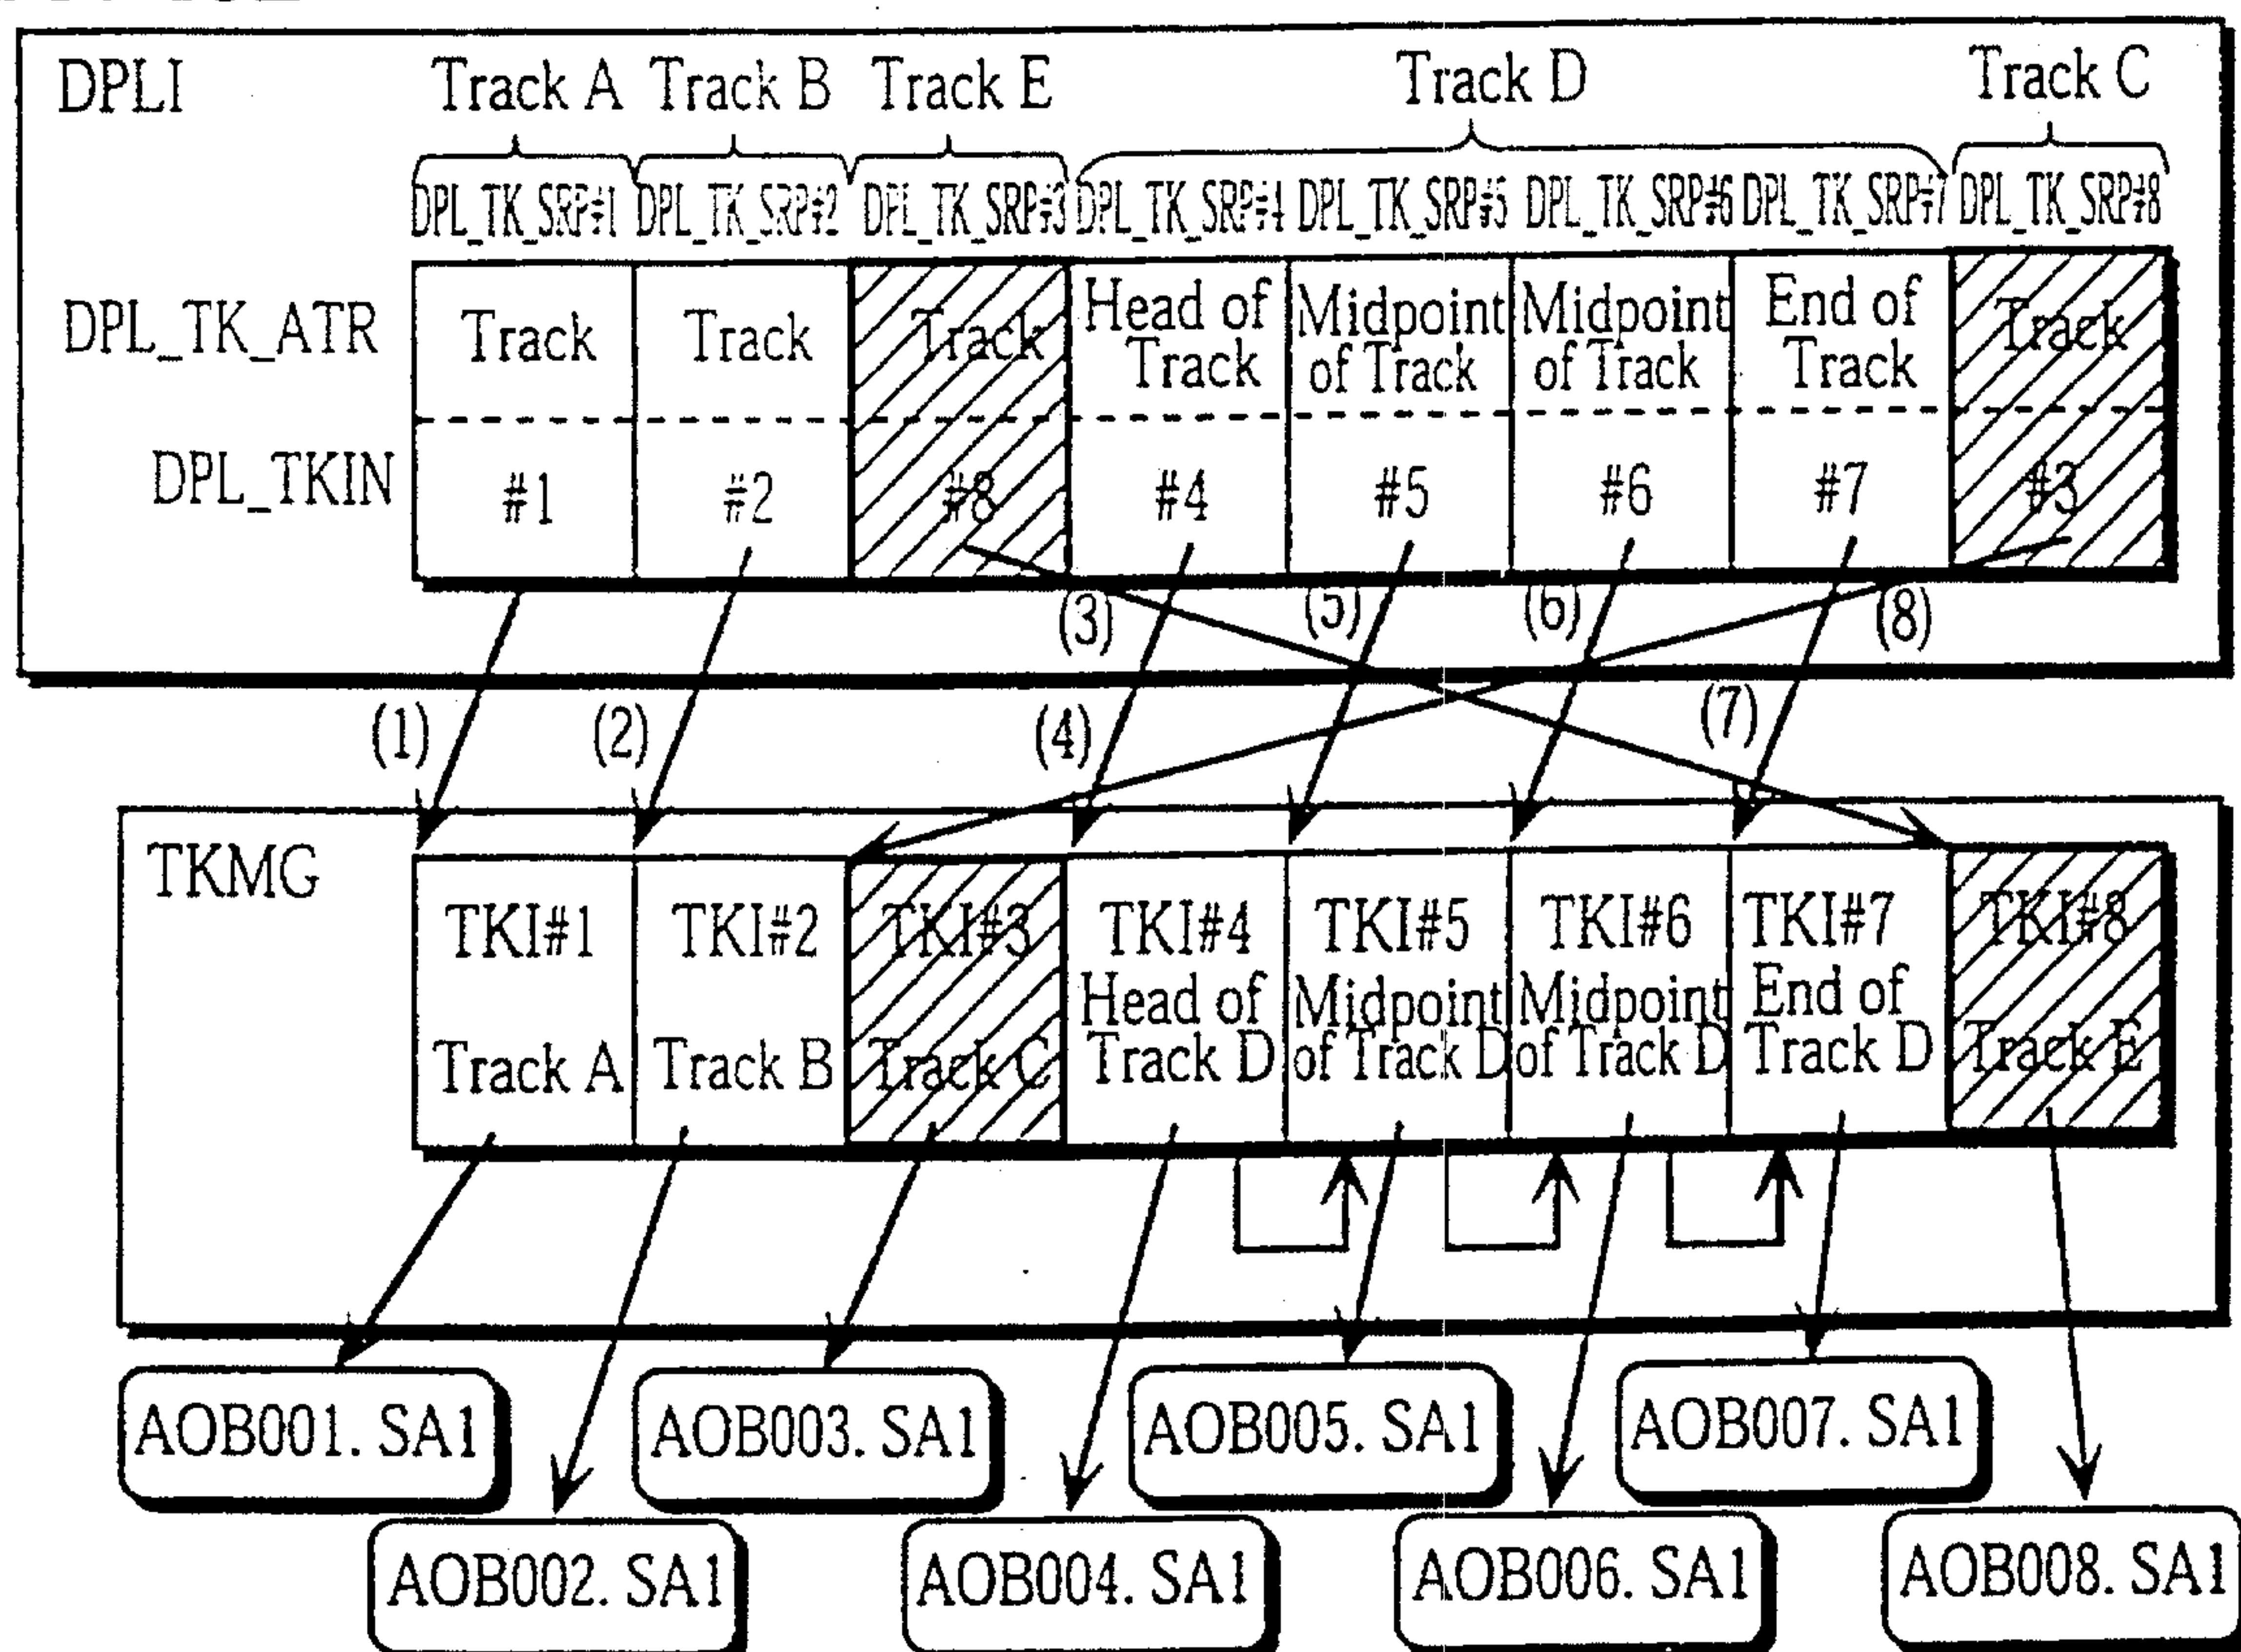 DPLI
Track A Track B Track E Track D Track C
DPL_TK_SRP#1 DPL_TK_SRP#2 DPL_TK_SRP#3 DPL_TK_SRP#4 DPL_TK_SRP#5 DPL_TK_SRP#6 DPL_TK_SRP#7 DPL_TK_SRP#8
DPL_TK_ATR
Track
Track
Track
Head of
Track
Midpoint
of Track
Midpoint
of Track
End of
Track
Track
DPL_TKIN
#1 #2 #8 #4 #5 #6 #7 #3
(3) (5) (6) (8)
(1) (2) (4) (7)
TKMG
TKI#1
Track A
TKI#2
Track B
TKI#3
Track C
TKI#4
Head of
Track D
TKI#5
Midpoint
of Track D
TKI#6
Midpoint
of Track D
TKI#7
End of
Track D
TKI#8
Track E
AOB001. SA1 AOB003. SA1 AOB005. SA1 AOB007. SA1
AOB002. SA1 AOB004. SA1 AOB006. SA1 AOB008. SA1